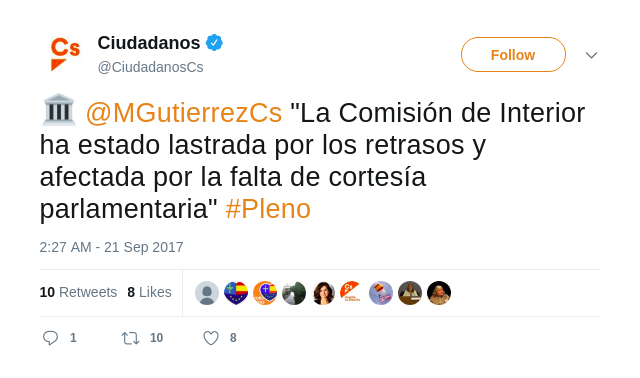 Cs
Ciudadanos
@CiudadanosCs
Follow
@MGutierrezCs "La Comisión de Interior
ha estado lastrada por los retrasos y
afectada por la falta de cortesía
parlamentaria" #Pleno
2:27 AM - 21 Sep 2017
10 Retweets 8 Likes
1 10 8